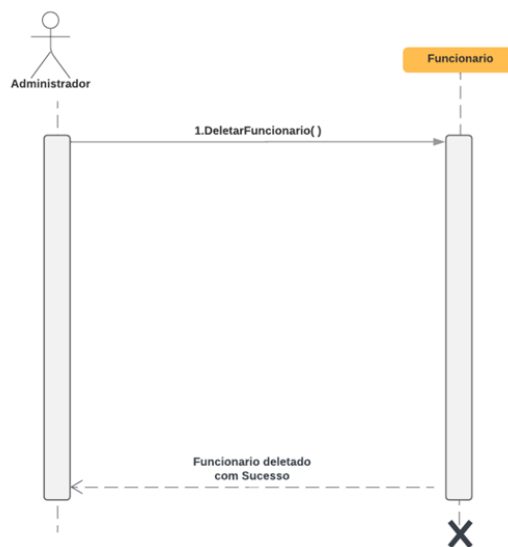 Administrador
Funcionario
1.DeletarFuncionario( )
Funcionario deletado
com Sucesso